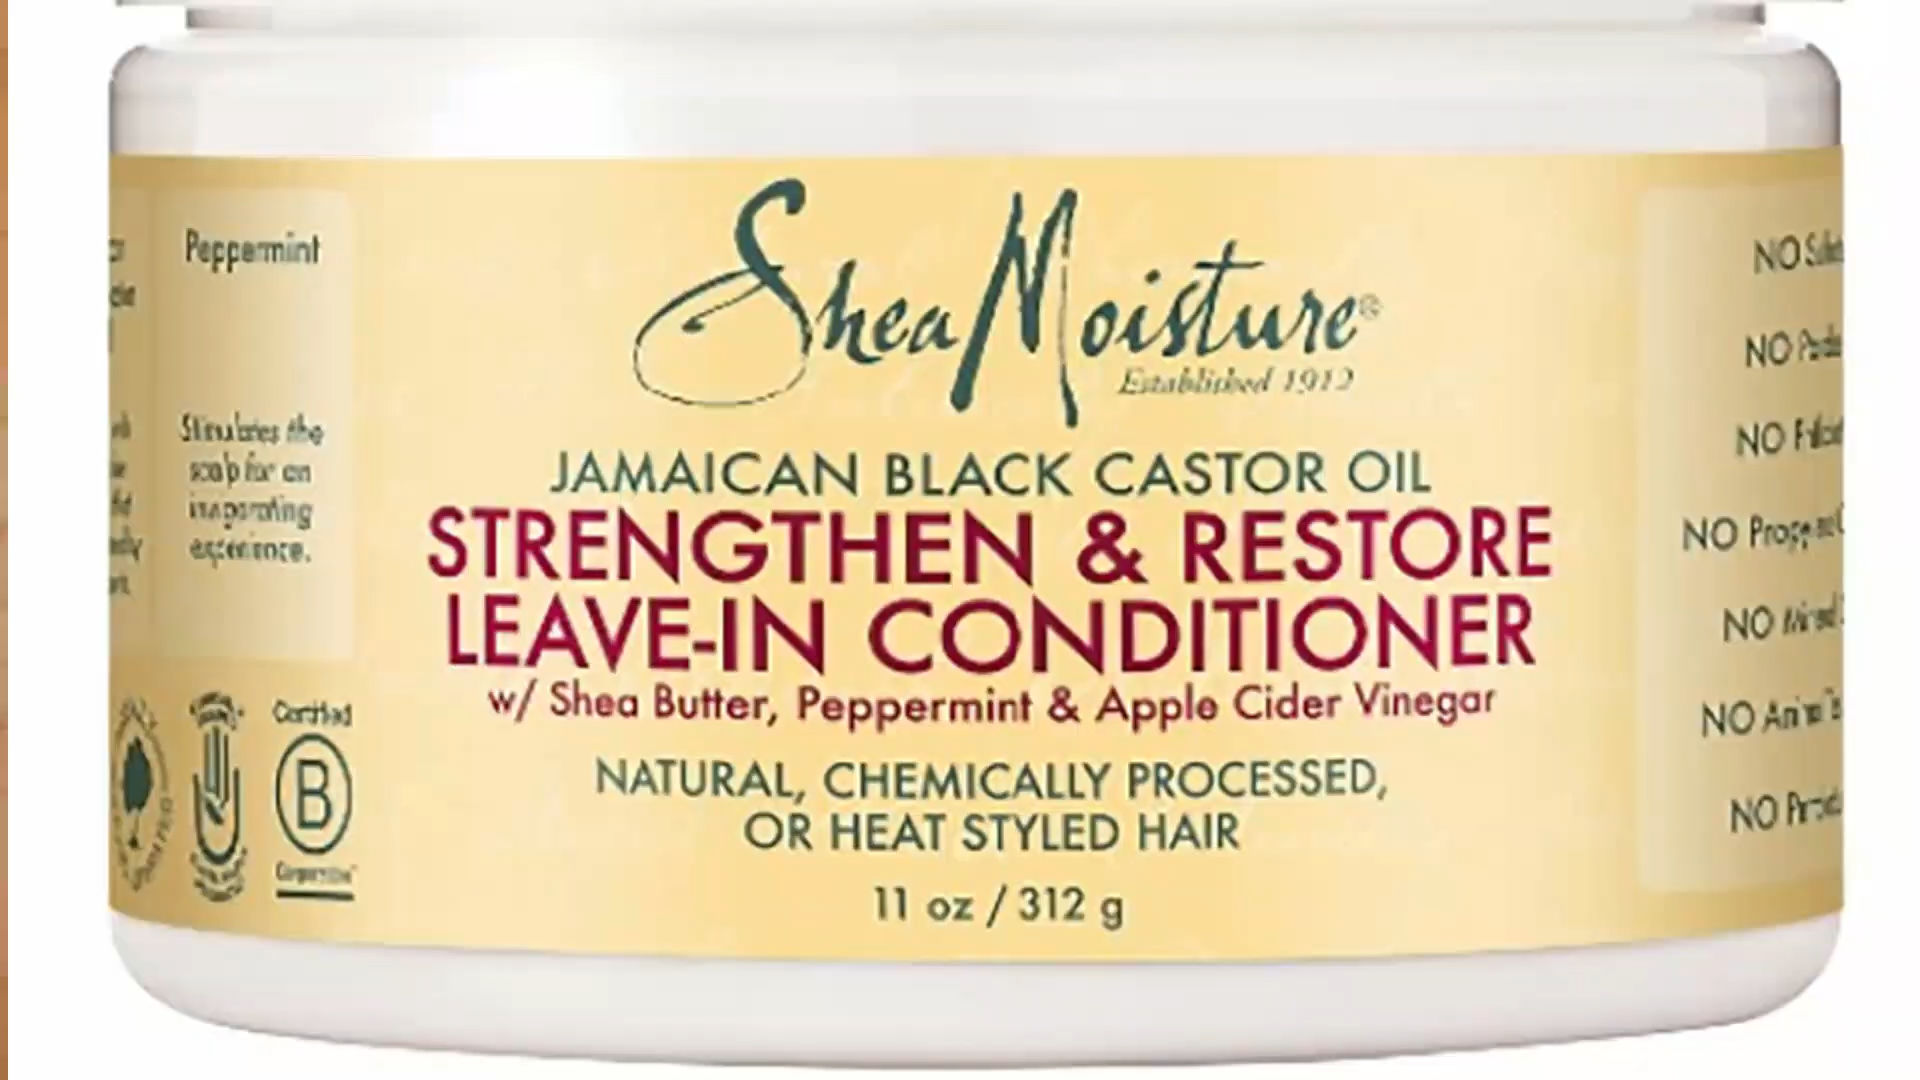 Peppermint
Stimulates the
scalp for an
invigorating
experience.
Certified
B
Corporation
SheaMoisture®
Established 1912
JAMAICAN BLACK CASTOR OIL
STRENGTHEN & RESTORE
LEAVE-IN CONDITIONER
w/ Shea Butter, Peppermint & Apple Cider Vinegar
NATURAL, CHEMICALLY PROCESSED,
OR HEAT STYLED HAIR
11 oz / 312 g
NO
NO
NO
NO
NO
NO
NO